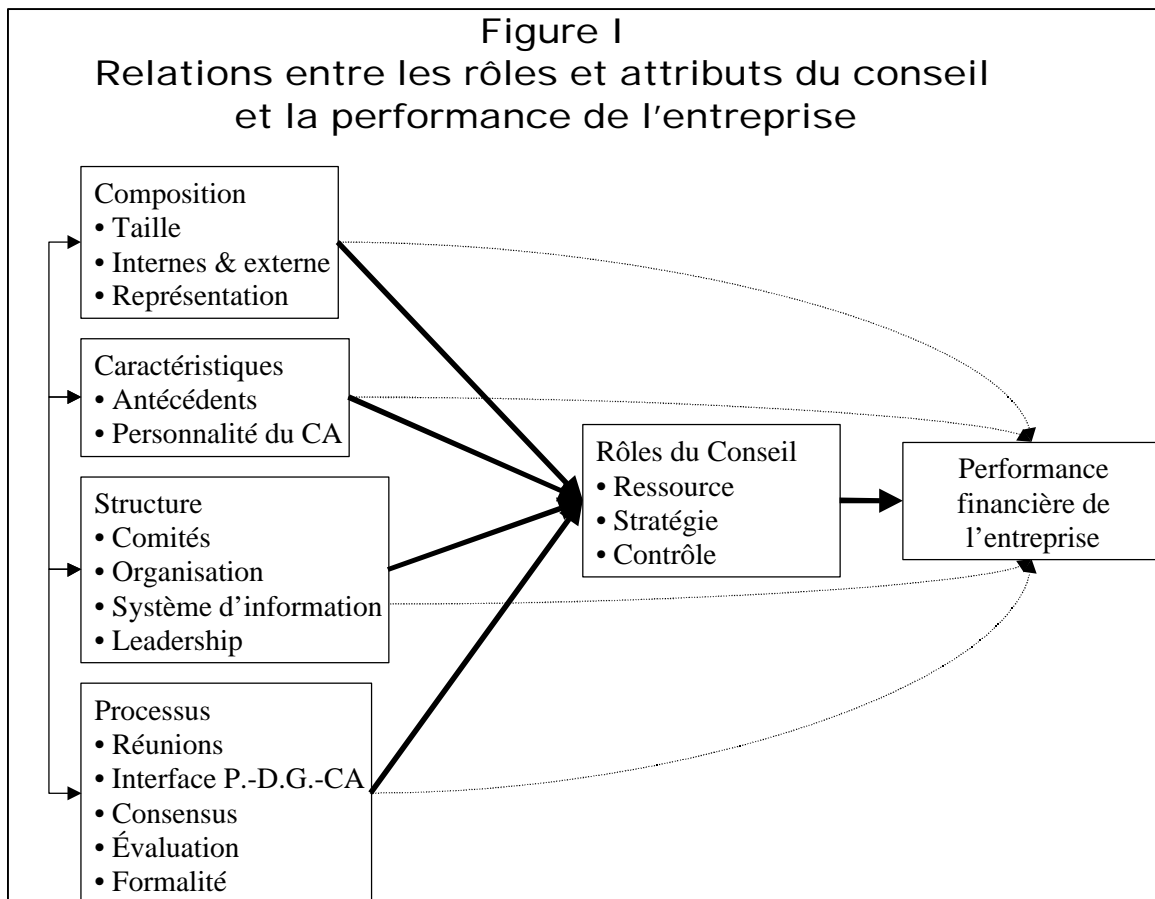 Figure I
Relations entre les rôles et attributs du conseil
et la performance de l'entreprise
Composition
• Taille
• Internes & externe
• Représentation
Caractéristiques
• Antécédents
• Personnalité du CA
Structure
• Comités
• Organisation
• Système d'information
• Leadership
Processus
• Réunions
• Interface P.-D.G.-CA
• Consensus
• Évaluation
• Formalité
Rôles du Conseil
• Ressource
• Stratégie
• Contrôle
Performance
financière de
l'entreprise